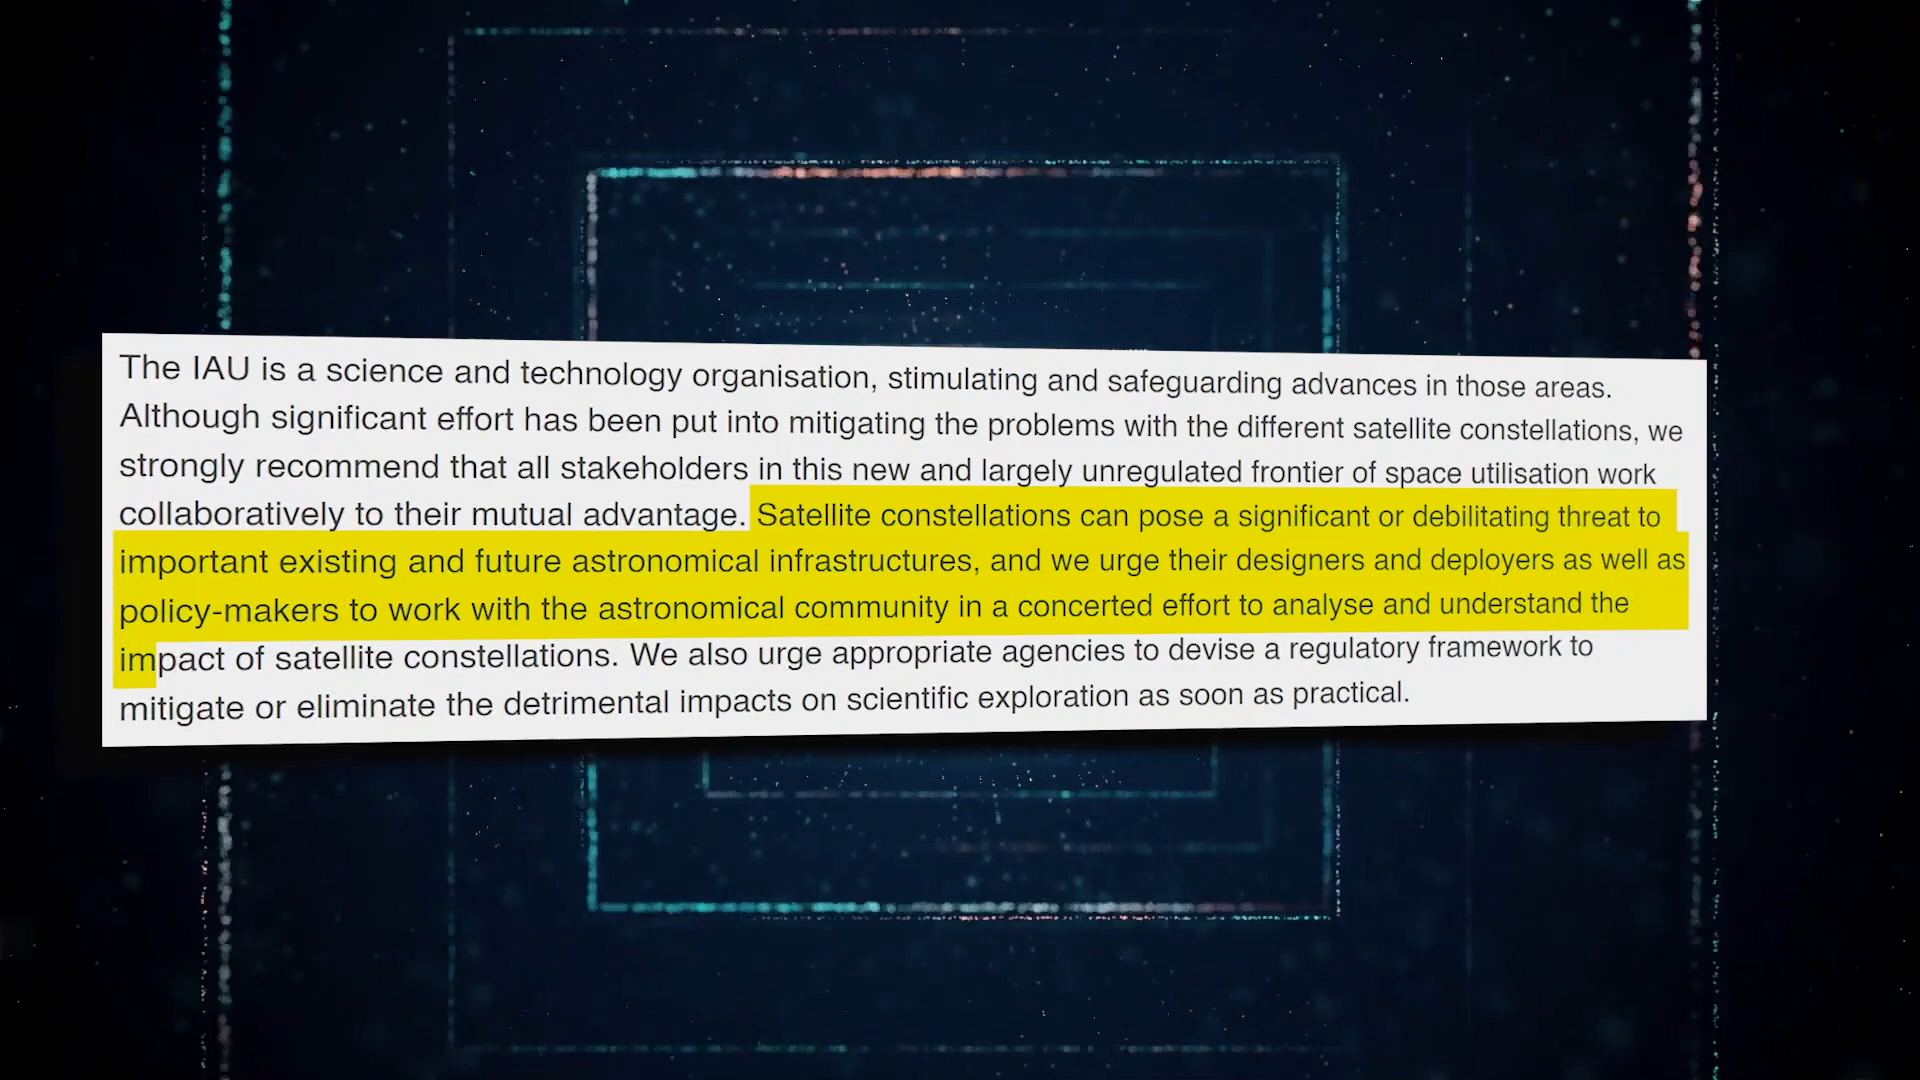 The IAU is a science and technology organisation, stimulating and safeguarding advances in those areas.
Although significant effort has been put into mitigating the problems with the different satellite constellations, we
strongly recommend that all stakeholders in this new and largely unregulated frontier of space utilisation work
collaboratively to their mutual advantage. Satellite constellations can pose a significant or debilitating threat to
important existing and future astronomical infrastructures, and we urge their designers and deployers as well as
policy-makers to work with the astronomical community in a concerted effort to analyse and understand the
impact of satellite constellations. We also urge appropriate agencies to devise a regulatory framework to
mitigate or eliminate the detrimental impacts on scientific exploration as soon as practical.